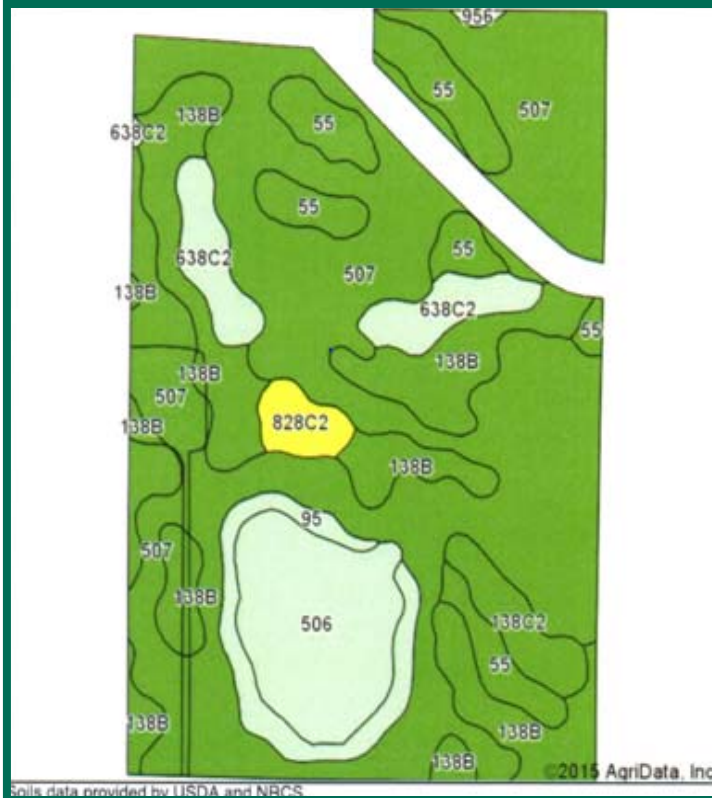 956
55
507
138B
55
638C2
55
638C2
55
507
138B
638C2
55
138B
138B
507
828C2
138B
138B
95
507
138B
506
138C2
55
138B
138B
138B
©2015 AgriData, Inc
Soils data provided by USDA and NRCS